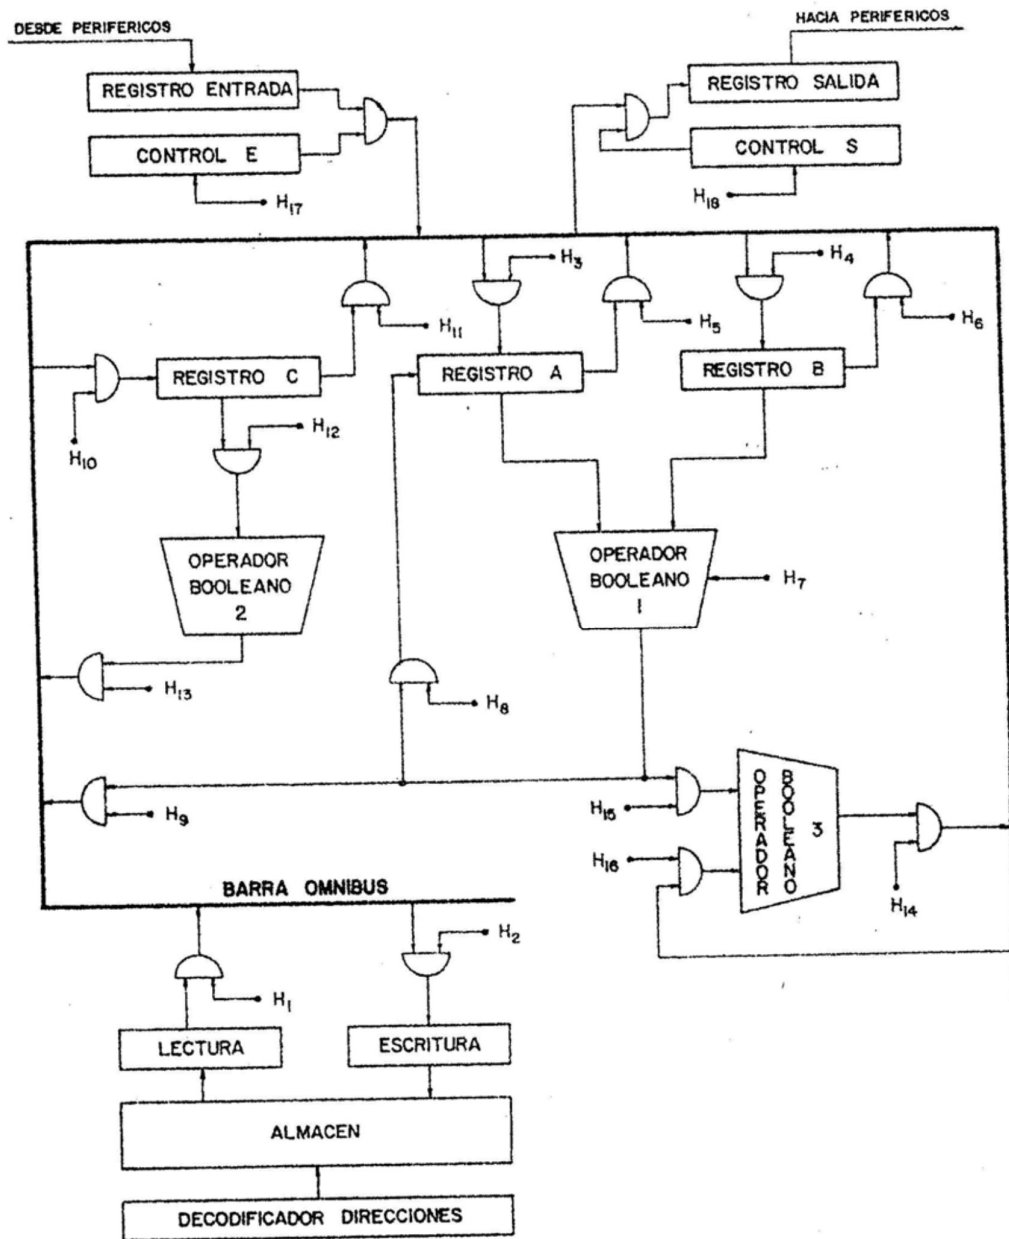 DESDE PERIFERICOS
HACIA PERIFERICOS
REGISTRO ENTRADA
REGISTRO SALIDA
CONTROL E
CONTROL S
H17
H18
H3
H4
H11
H5
H6
REGISTRO C
REGISTRO A
REGISTRO B
H10
H12
OPERADOR
BOOLEANO
2
OPERADOR
BOOLEANO
1
H7
H13
H8
H9
H15
H16
OPERADOR
BOOLEANO
3
H14
BARRA OMNIBUS
H2
H1
LECTURA
ESCRITURA
ALMACEN
DECODIFICADOR DIRECCIONES